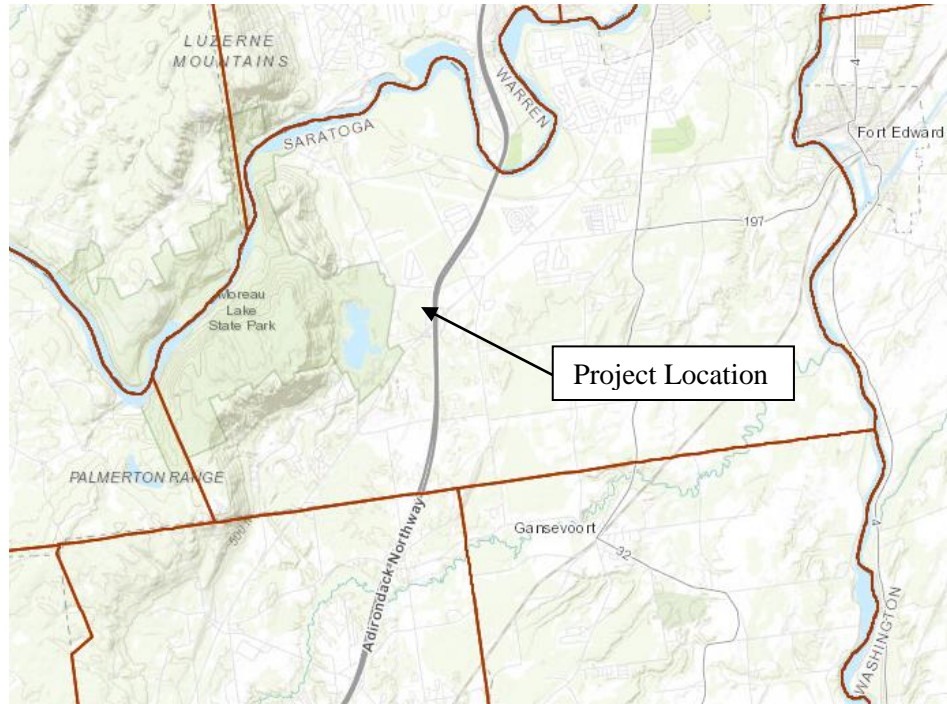 LUZERNE
MOUNTAINS
WARREN
SARATOGA
4
Fort Edward
197
Moreau
Lake
State Park
Project Location
PALMERTON RANGE
Adirondack Northway
Gansevoort
32
4
WASHINGTON